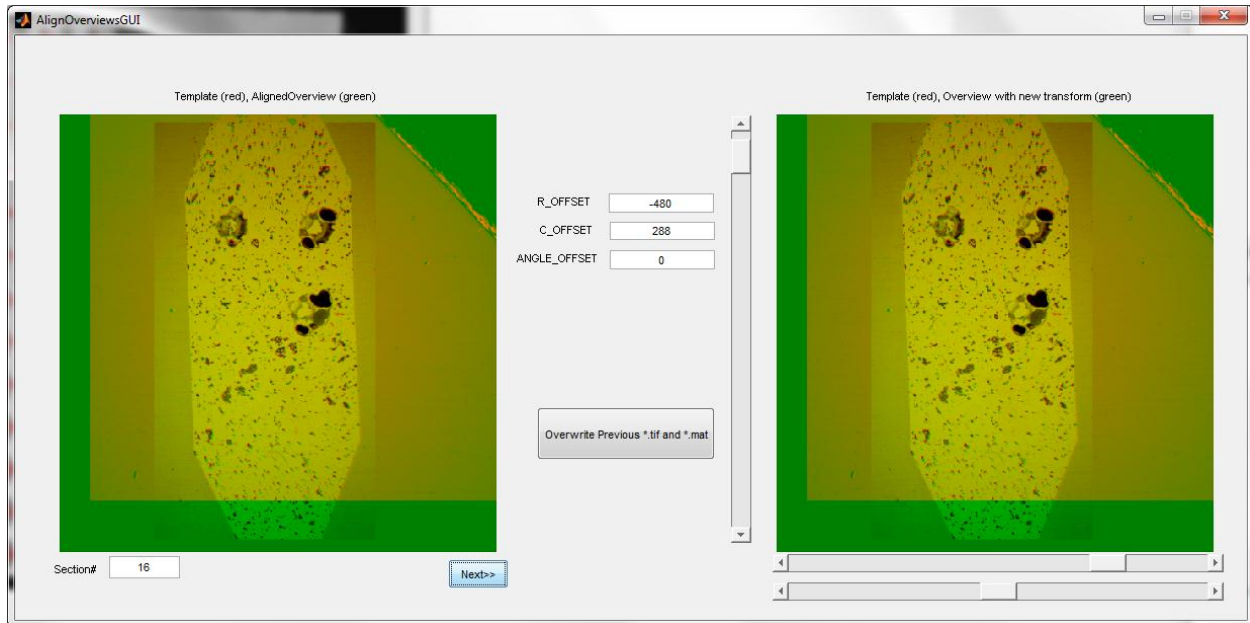 AlignOverviewsGUI
Template (red), AlignedOverview (green)
Template (red), Overview with new transform (green)
R_OFFSET -480
C_OFFSET 288
ANGLE_OFFSET 0
Overwrite Previous *.tif and *.mat
Section# 16
Next>>